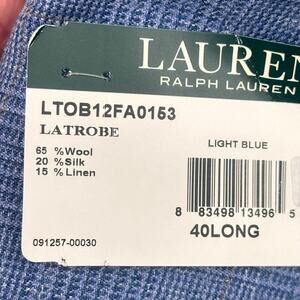 LAUREN
RALPH LAUREN
LTOB12FA0153
LATROBE
65 %Wool
20 %Silk
15 %Linen
LIGHT BLUE
8 83498 13496 5
40LONG
091257-00030